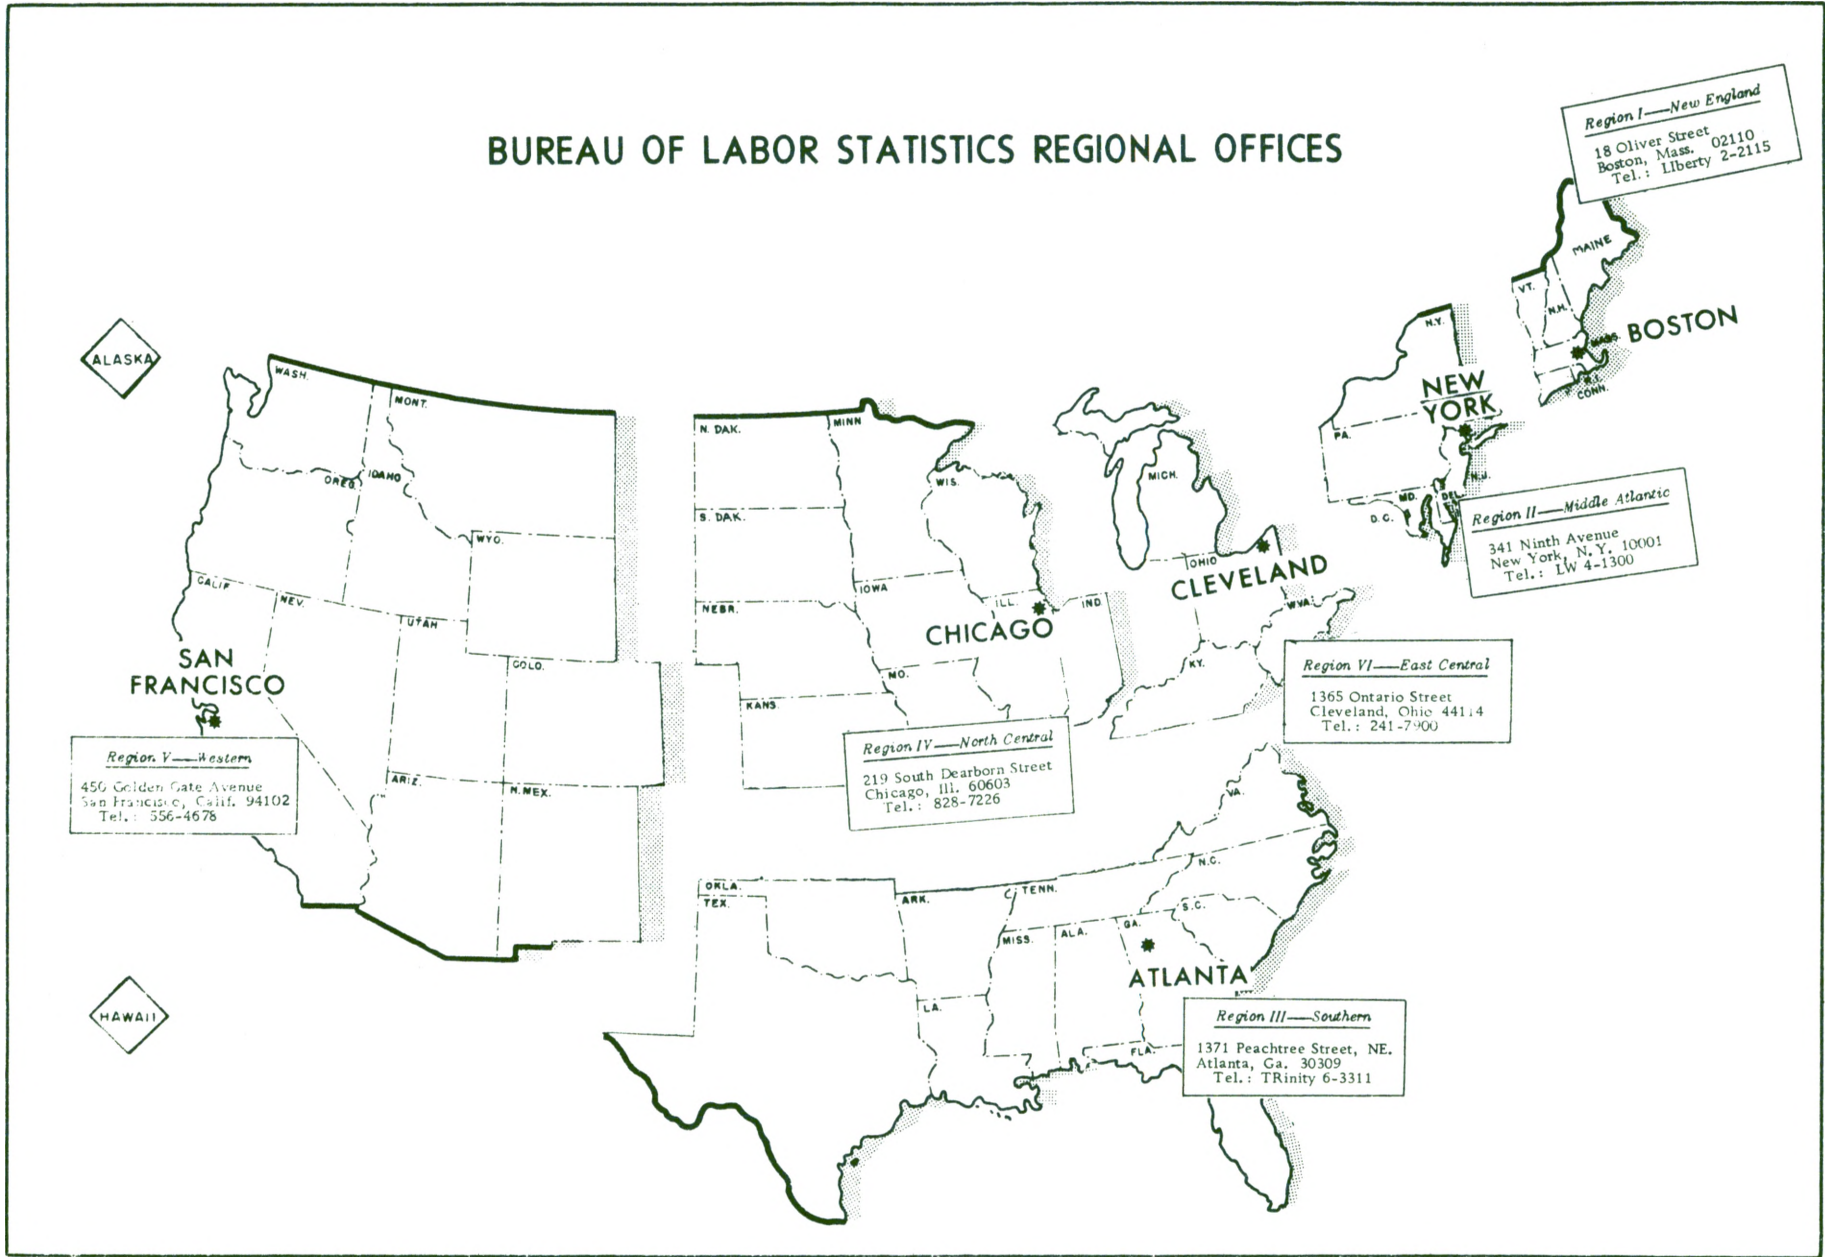 BUREAU OF LABOR STATISTICS REGIONAL OFFICES
Region I—New England
18 Oliver Street
Boston, Mass. 02110
Tel.: LIberty 2-2115
MAINE
VT.
N.H.
MASS.
BOSTON
R.I.
CONN.
N.Y.
NEW
YORK
PA.
N.J.
MD.
DEL.
D.C.
Region II—Middle Atlantic
341 Ninth Avenue
New York, N.Y. 10001
Tel.: LW 4-1300
ALASKA
WASH.
MONT.
OREG.
IDAHO
WYO.
CALIF
NEV.
UTAH
COLO.
SAN
FRANCISCO
Region V—Western
450 Golden Gate Avenue
San Francisco, Calif. 94102
Tel.: 556-4678
ARIZ.
N.MEX.
HAWAII
N. DAK.
MINN
S. DAK.
WIS.
NEBR.
IOWA
ILL.
IND.
CHICAGO
MO.
KANS.
Region IV—North Central
219 South Dearborn Street
Chicago, Ill. 60603
Tel.: 828-7226
MICH.
OHIO
CLEVELAND
W.VA.
KY.
Region VI—East Central
1365 Ontario Street
Cleveland, Ohio 44114
Tel.: 241-7900
VA.
N.C.
OKLA.
TEX.
ARK.
TENN.
S.C.
MISS.
ALA.
GA.
ATLANTA
LA.
FLA.
Region III—Southern
1371 Peachtree Street, NE.
Atlanta, Ga. 30309
Tel.: TRinity 6-3311